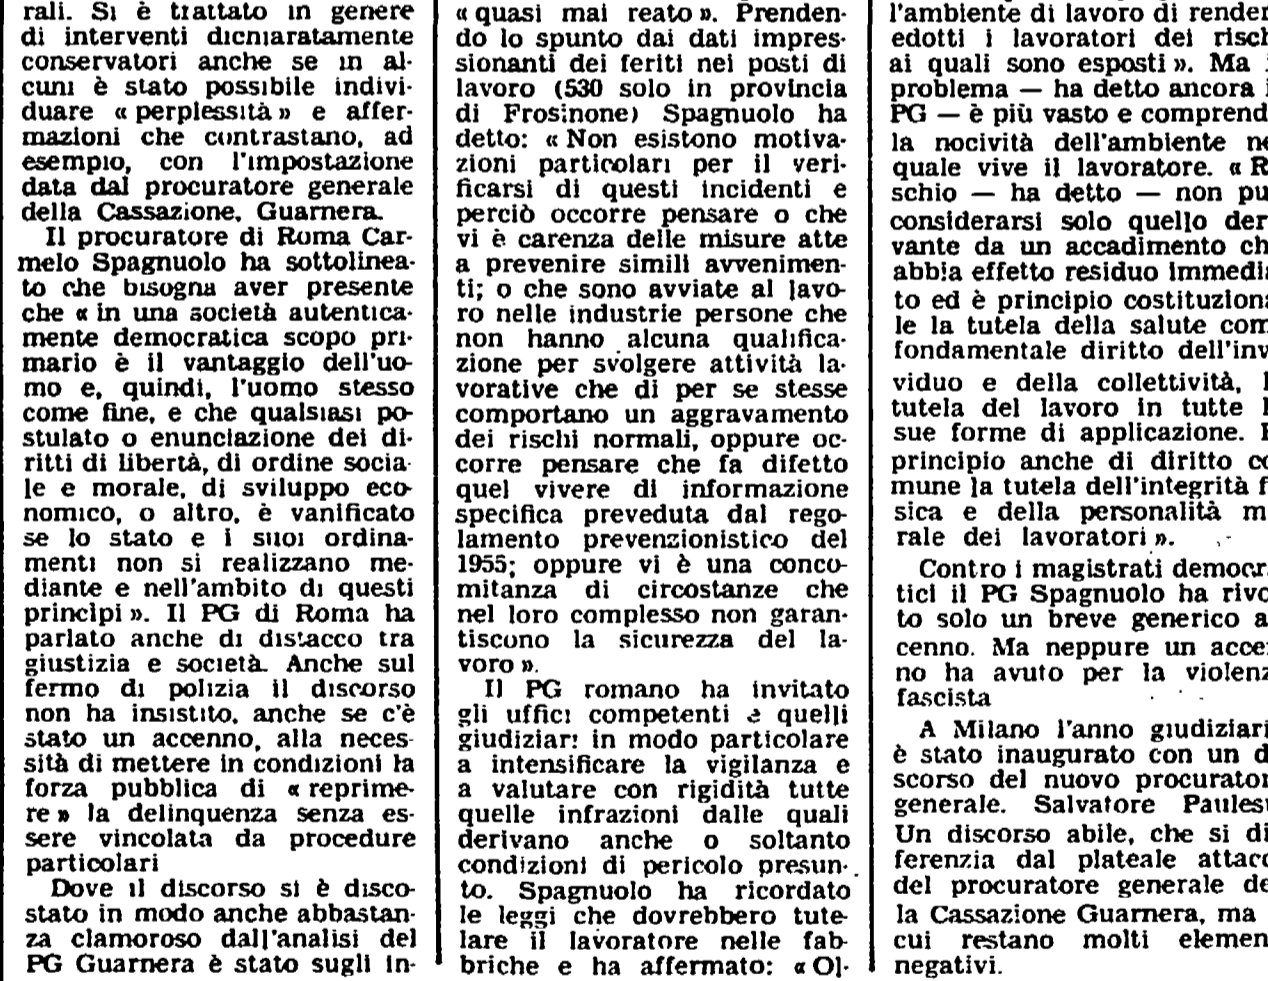 rali. Si è trattato in genere
di interventi dichiaratamente
conservatori anche se in al-
cuni è stato possibile indivi-
duare « perplessità » e affer-
mazioni che contrastano, ad
esempio, con l'impostazione
data dal procuratore generale
della Cassazione, Guarnera.
Il procuratore di Roma Car-
melo Spagnuolo ha sottolinea-
to che bisogna aver presente
che « in una società autentica-
mente democratica scopo pri-
mario è il vantaggio dell'uo-
mo e, quindi, l'uomo stesso
come fine, e che qualsiasi po-
stulato o enunciazione dei di-
ritti di libertà, di ordine socia-
le e morale, di sviluppo eco-
nomico, o altro, è vanificato
se lo stato e i suoi ordina-
menti non si realizzano me-
diante e nell'ambito di questi
principi ». Il PG di Roma ha
parlato anche di distacco tra
giustizia e società. Anche sul
fermo di polizia il discorso
non ha insistito, anche se c'è
stato un accenno, alla neces-
sità di mettere in condizioni la
forza pubblica di « reprime-
re » la delinquenza senza es-
sere vincolata da procedure
particolari
Dove il discorso si è disco-
stato in modo anche abbastan-
za clamoroso dall'analisi del
PG Guarnera è stato sugli in-
« quasi mai reato ». Prenden-
do lo spunto dai dati impres-
sionanti dei feriti nei posti di
lavoro (530 solo in provincia
di Frosinone) Spagnuolo ha
detto: « Non esistono motiva-
zioni particolari per il veri-
ficarsi di questi incidenti e
perciò occorre pensare o che
vi è carenza delle misure atte
a prevenire simili avvenimen-
ti; o che sono avviate al lavo-
ro nelle industrie persone che
non hanno alcuna qualifica-
zione per svolgere attività la-
vorative che di per se stesse
comportano un aggravamento
dei rischi normali, oppure oc-
corre pensare che fa difetto
quel vivere di informazione
specifica preveduta dal rego-
lamento prevenzionistico del
1955; oppure vi è una conco-
mitanza di circostanze che
nel loro complesso non garan-
tiscono la sicurezza del la-
voro ».
Il PG romano ha invitato
gli uffici competenti e quelli
giudiziari in modo particolare
a intensificare la vigilanza e
a valutare con rigidità tutte
quelle infrazioni dalle quali
derivano anche o soltanto
condizioni di pericolo presun-
to. Spagnuolo ha ricordato
le leggi che dovrebbero tute-
lare il lavoratore nelle fab-
briche e ha affermato: « Ol-
l'ambiente di lavoro di render
edotti i lavoratori dei risch
ai quali sono esposti ». Ma
problema — ha detto ancora i
PG — è più vasto e comprend
la nocività dell'ambiente ne
quale vive il lavoratore. « R
schio — ha detto — non pu
considerarsi solo quello der
vante da un accadimento ch
abbia effetto residuo immedia
to ed è principio costituziona
le la tutela della salute com
fondamentale diritto dell'inv
viduo e della collettività, l
tutela del lavoro in tutte l
sue forme di applicazione. E
principio anche di diritto co
mune la tutela dell'integrità f
sica e della personalità m
rale dei lavoratori ».
Contro i magistrati democr
tici il PG Spagnuolo ha rivo
to solo un breve generico a
cenno. Ma neppure un acce
no ha avuto per la violenz
fascista
A Milano l'anno giudiziari
è stato inaugurato con un d
scorso del nuovo procurator
generale. Salvatore Paules
Un discorso abile, che si di
ferenzia dal plateale attacc
del procuratore generale de
la Cassazione Guarnera, ma
cui restano molti elemen
negativi.